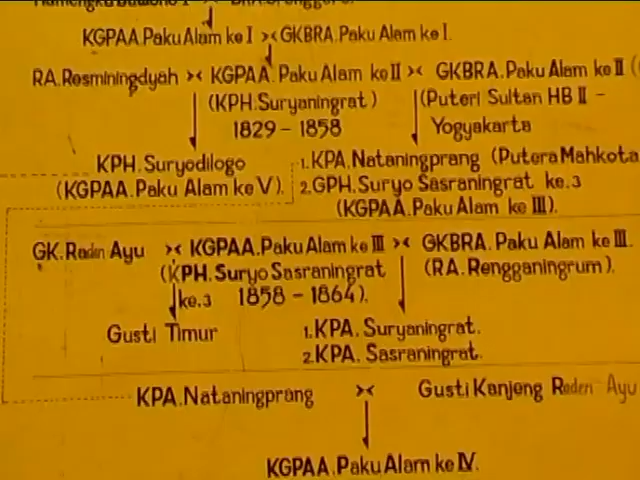 KGPAA.Paku Alam ke I >< GKBRA.Paku Alam ke I.
RA.Resminingdyah >< KGPAA.Paku Alam ke II >< GKBRA.Paku Alam ke II (
(KPH.Suryaningrat) (Puteri Sultan HB II -
1829 - 1858 Yogyakarta
KPH.Suryodilogo 1.KPA.Nataningprang (Putera Mahkota
(KGPAA.Paku Alam ke V). 2.GPH.Suryo Sasraningrat ke.3
(KGPAA.Paku Alam ke III).
GK.Raden Ayu >< KGPAA.Paku Alam ke III >< GKBRA.Paku Alam ke III.
(KPH.Suryo Sasraningrat (RA.Rengganingrum).
ke.3 1858 - 1864).
Gusti Timur 1.KPA.Suryaningrat.
2.KPA.Sasraningrat.
KPA.Nataningprang >< Gusti Kanjeng Raden Ayu
KGPAA.Paku Alam ke IV.